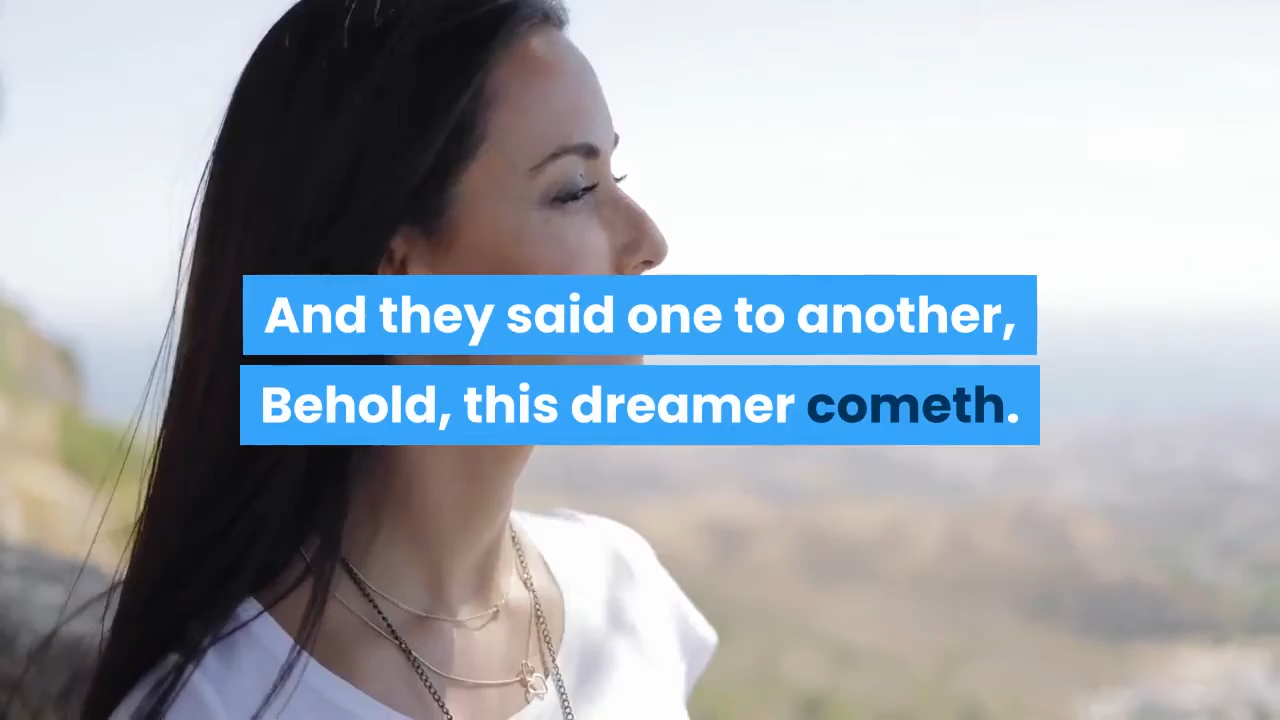 And they said one to another,
Behold, this dreamer cometh.